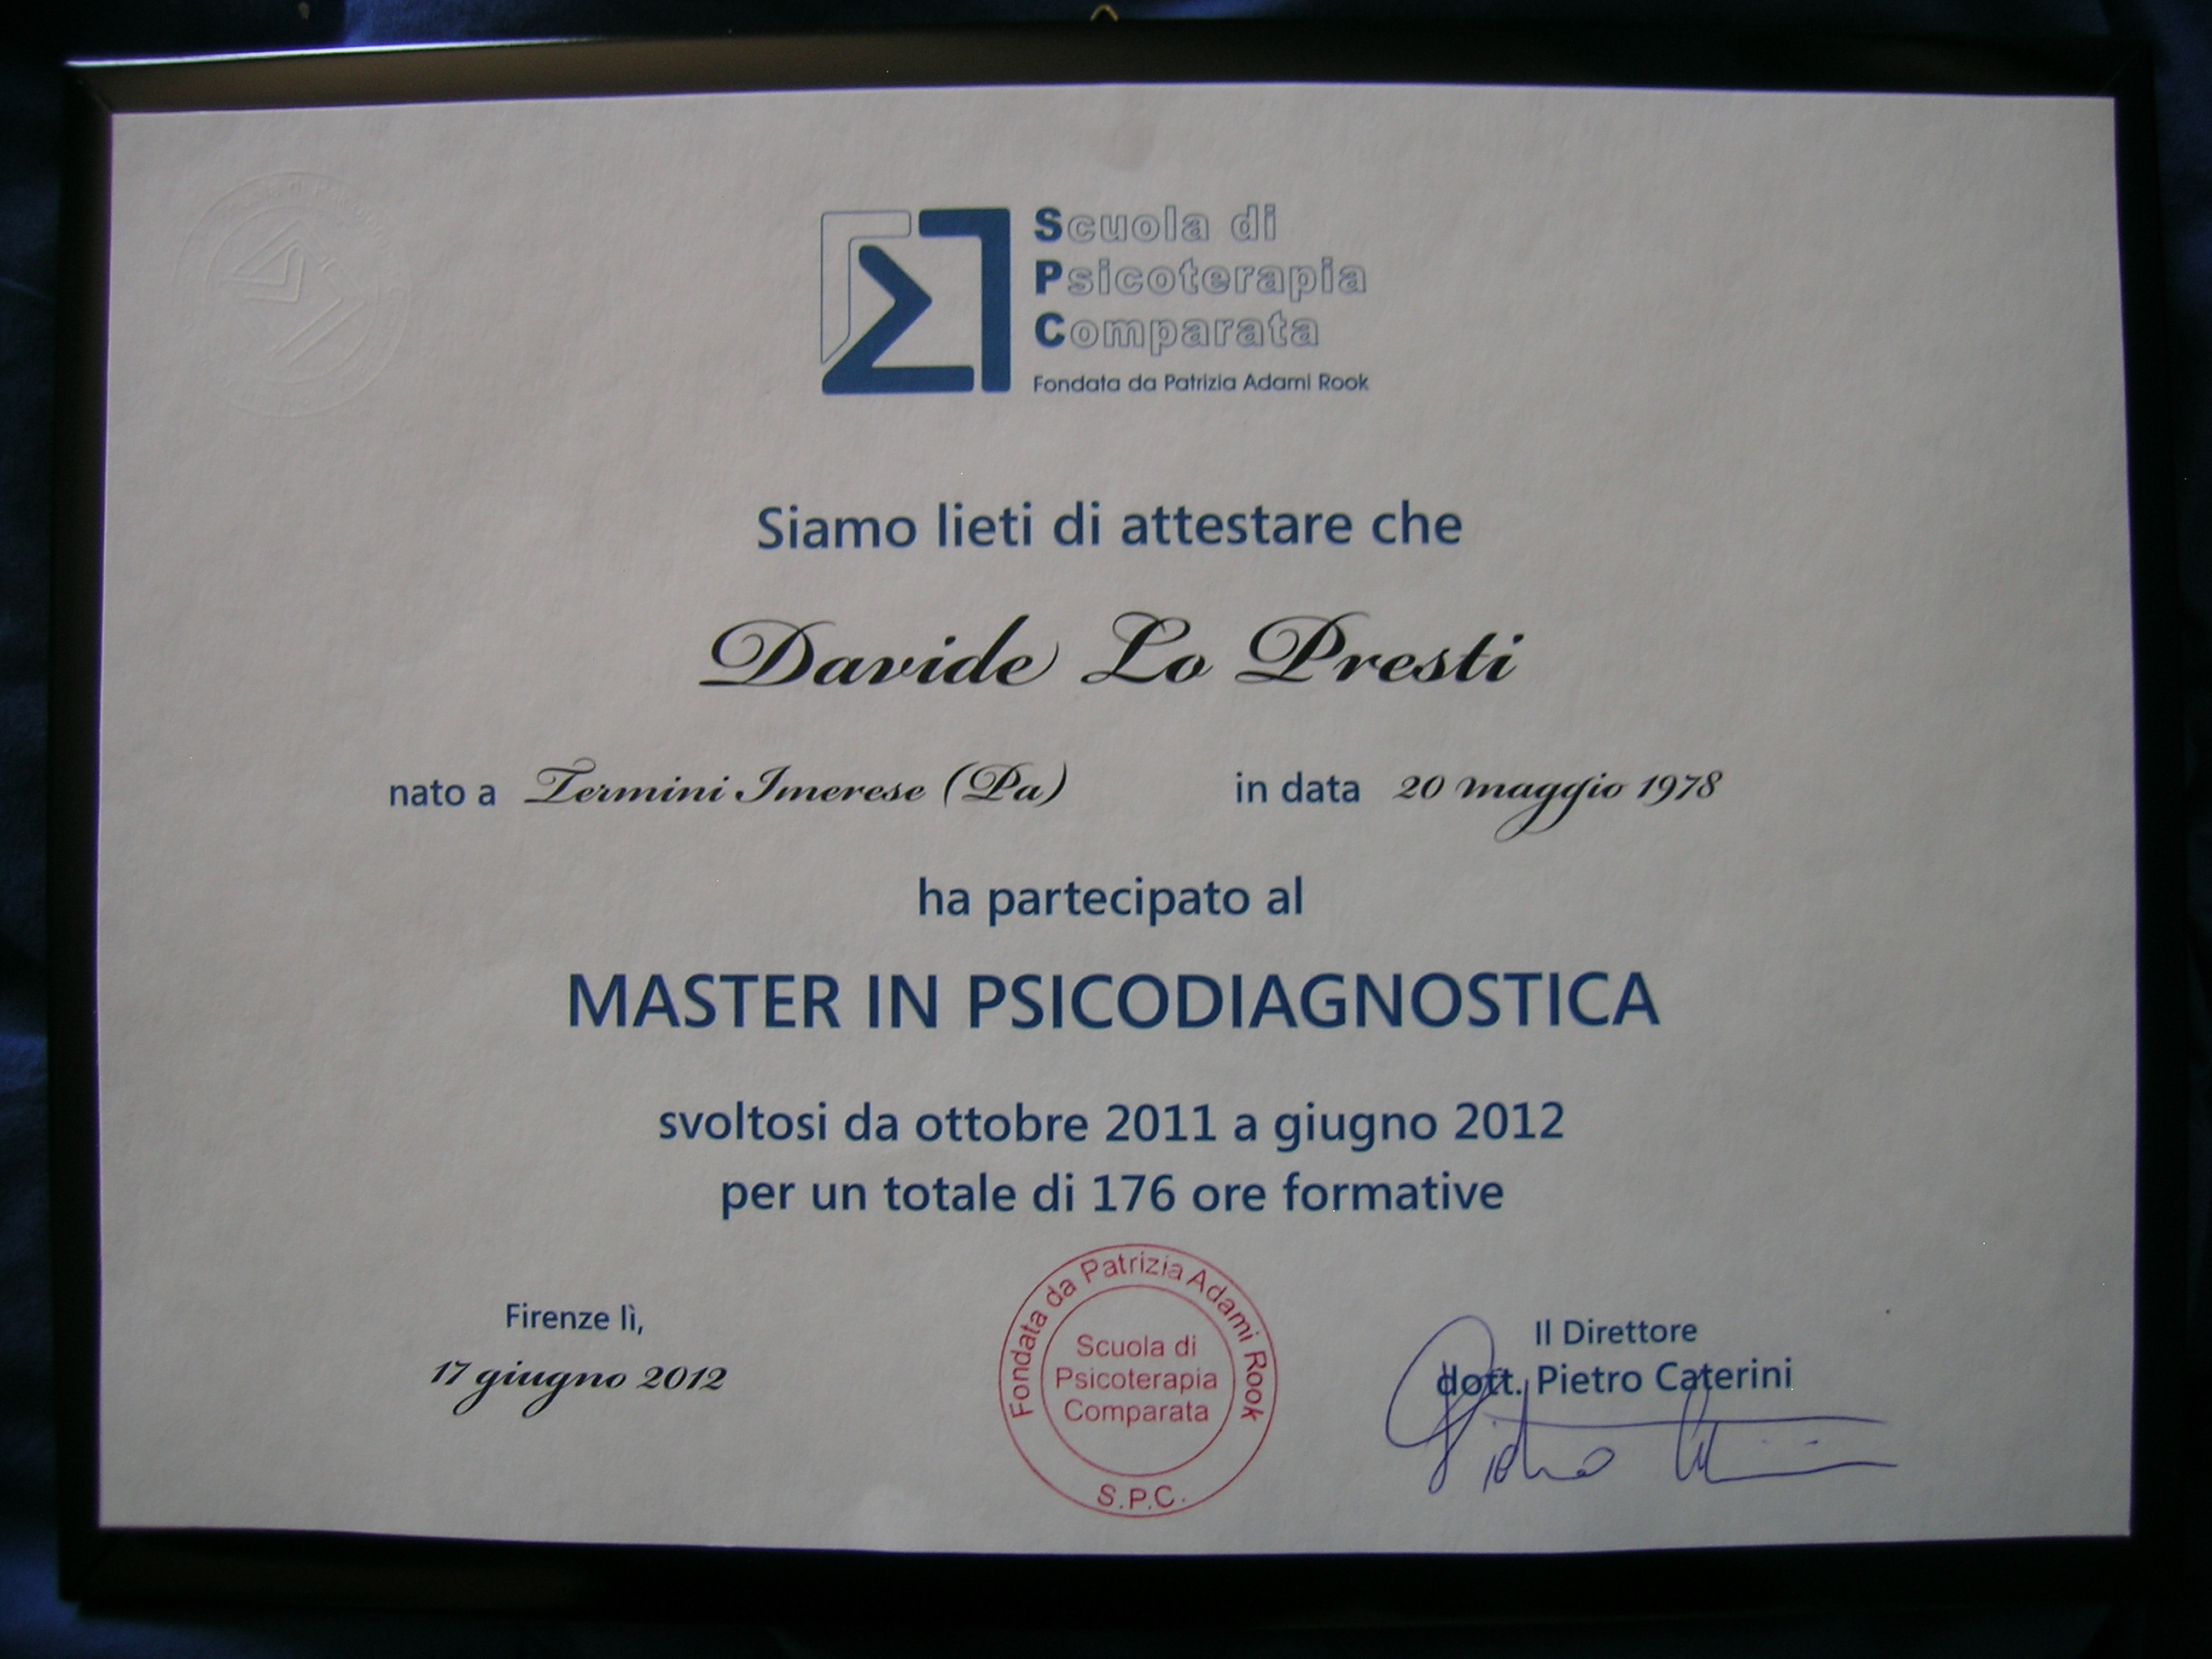 Scuola di
Psicoterapia
Comparata
Fondata da Patrizia Adami Rook
Siamo lieti di attestare che
Davide Lo Presti
nato a Termini Imerese (Pa) in data 20 maggio 1978
ha partecipato al
MASTER IN PSICODIAGNOSTICA
svoltosi da ottobre 2011 a giugno 2012
per un totale di 176 ore formative
Firenze lì,
17 giugno 2012
Fondata da Patrizia Adami Rook
Scuola di
Psicoterapia
Comparata
S.P.C.
Il Direttore
dott. Pietro Caterini